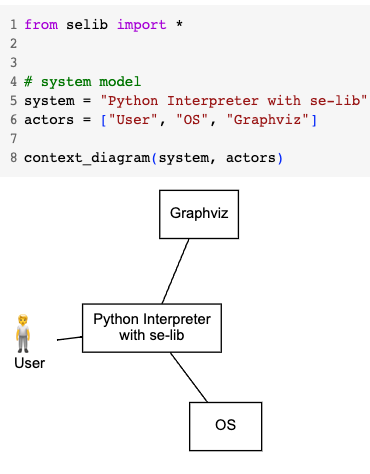 1 from selib import *
2
3
4 # system model
5 system = "Python Interpreter with se-lib"
6 actors = ["User", "OS", "Graphviz"]
7
8 context_diagram(system, actors)
Graphviz
Python Interpreter
with se-lib
User
OS